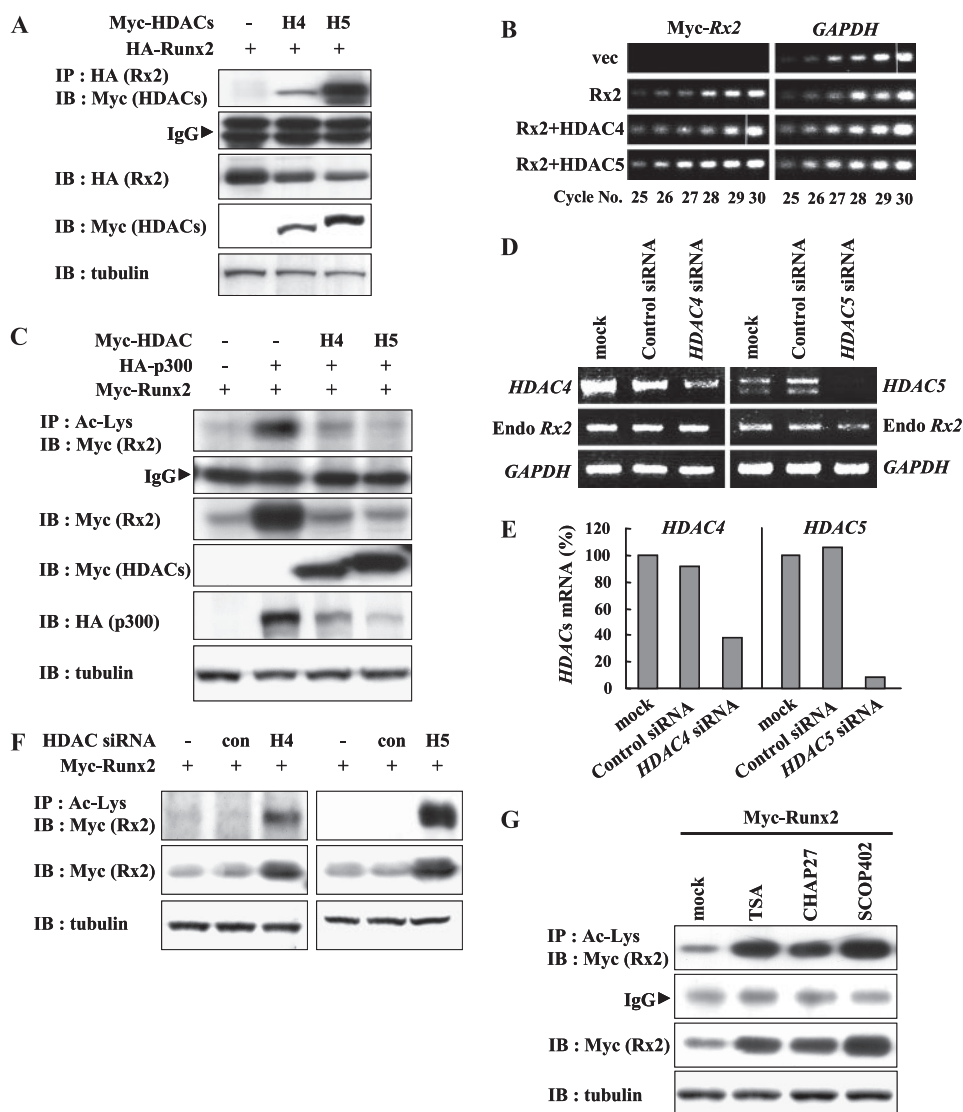 A
Myc-HDACs - H4 H5
HA-Runx2 + + +
IP : HA (Rx2)
IB : Myc (HDACs)
IgG
IB : HA (Rx2)
IB : Myc (HDACs)
IB : tubulin
B
Myc-Rx2 GAPDH
vec
Rx2
Rx2+HDAC4
Rx2+HDAC5
Cycle No. 25 26 27 28 29 30 25 26 27 28 29 30
C
Myc-HDAC - - H4 H5
HA-p300 - + + +
Myc-Runx2 + + + +
IP : Ac-Lys
IB : Myc (Rx2)
IgG
IB : Myc (Rx2)
IB : Myc (HDACs)
IB : HA (p300)
IB : tubulin
D
mock
Control siRNA
HDAC4 siRNA
mock
Control siRNA
HDAC5 siRNA
HDAC4 HDAC5
Endo Rx2 Endo Rx2
GAPDH GAPDH
E
HDAC4 HDAC5
HDACs mRNA (%)
120
100
80
60
40
20
0
mock
Control siRNA
HDAC4 siRNA
mock
Control siRNA
HDAC5 siRNA
F
HDAC siRNA - con H4 - con H5
Myc-Runx2 + + + + + +
IP : Ac-Lys
IB : Myc (Rx2)
IB : Myc (Rx2)
IB : tubulin
G
Myc-Runx2
mock
TSA
CHAP27
SCOP402
IP : Ac-Lys
IB : Myc (Rx2)
IgG
IB : Myc (Rx2)
IB : tubulin